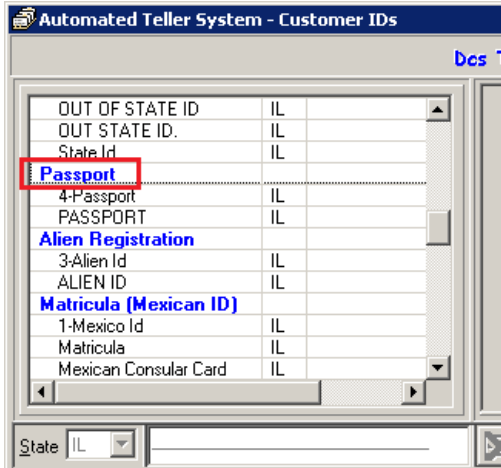 Automated Teller System - Customer IDs
Dcs T
OUT OF STATE ID IL
OUT STATE ID. IL
State Id IL
Passport
4-Passport IL
PASSPORT IL
Alien Registration
3-Alien Id IL
ALIEN ID IL
Matricula (Mexican ID)
1-Mexico Id IL
Matricula IL
Mexican Consular Card IL
State IL